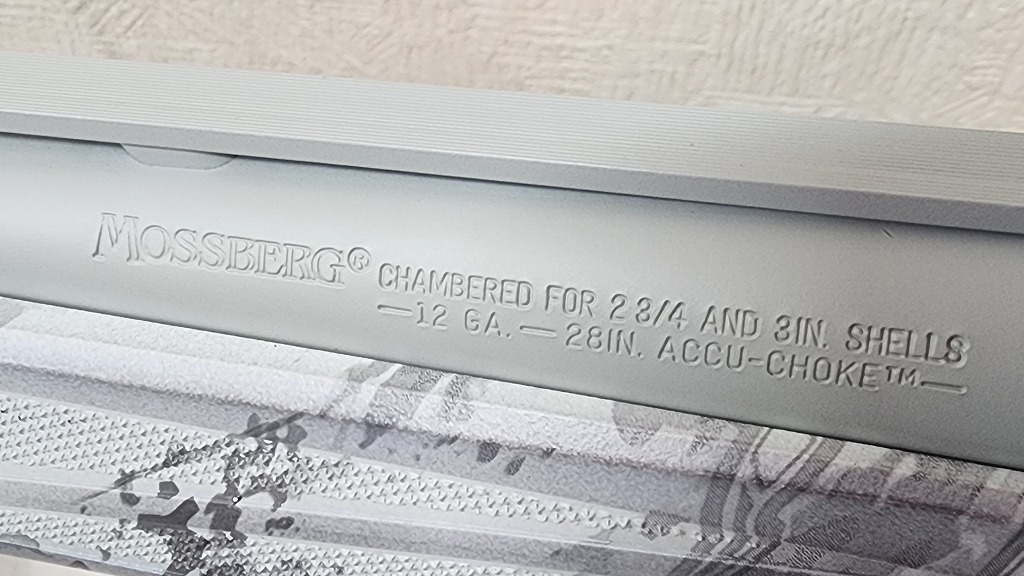 MOSSBERG® CHAMBERED FOR 2 3/4 AND 3IN. SHELLS
—12 GA. — 28IN. ACCU-CHOKE™—